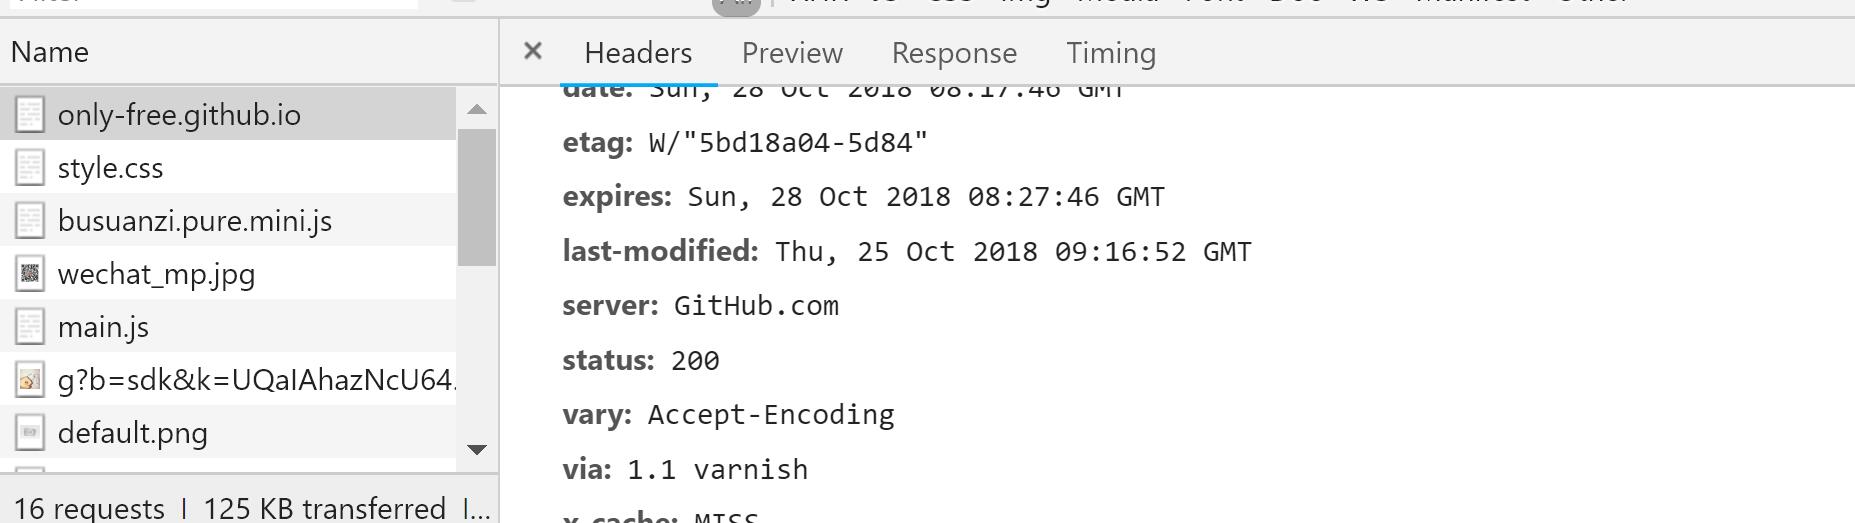 Name
only-free.github.io
style.css
busuanzi.pure.mini.js
wechat_mp.jpg
main.js
g?b=sdk&k=UQaIAhazNcU64.
default.png
16 requests | 125 KB transferred | ...
× Headers Preview Response Timing
date: Sun, 28 Oct 2018 08:17:46 GMT
etag: W/"5bd18a04-5d84"
expires: Sun, 28 Oct 2018 08:27:46 GMT
last-modified: Thu, 25 Oct 2018 09:16:52 GMT
server: GitHub.com
status: 200
vary: Accept-Encoding
via: 1.1 varnish
x-cache: MISS